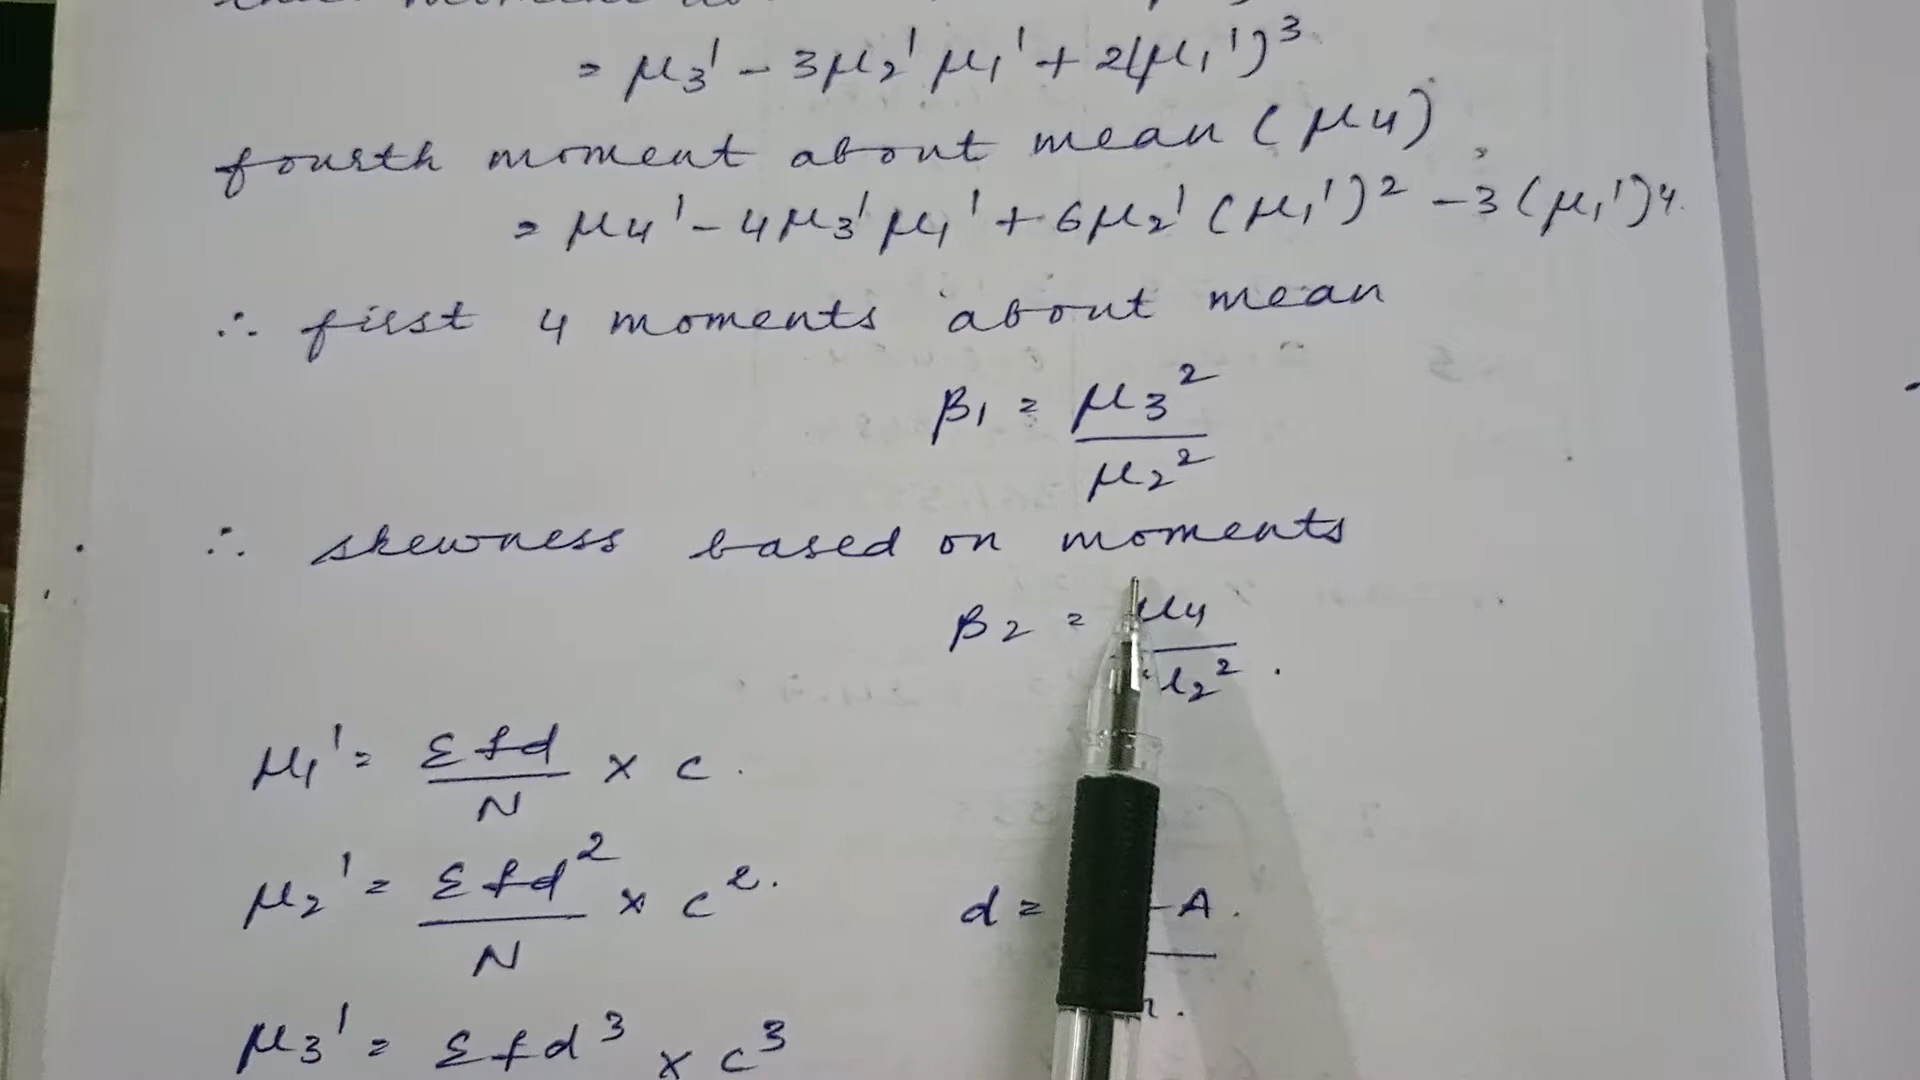 = μ₃' - 3μ₂' μ₁' + 2(μ₁')³
fourth moment about mean (μ4)
= μ₄' - 4μ₃' μ₁' + 6μ₂' (μ₁')² - 3(μ₁')⁴
∴ first 4 moments about mean
β₁ = μ₃² / μ₂²
∴ skewness based on moments
β₂ = μ₄ / μ₂²
μ₁' = Σfd / N × c
μ₂' = Σfd² / N × c²
d = - A
μ₃' = Σfd³ × c³